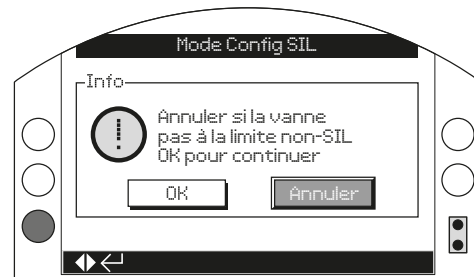 Mode Config SIL
Info
Annuler si la vanne
pas à la limite non-SIL
OK pour continuer
OK
Annuler